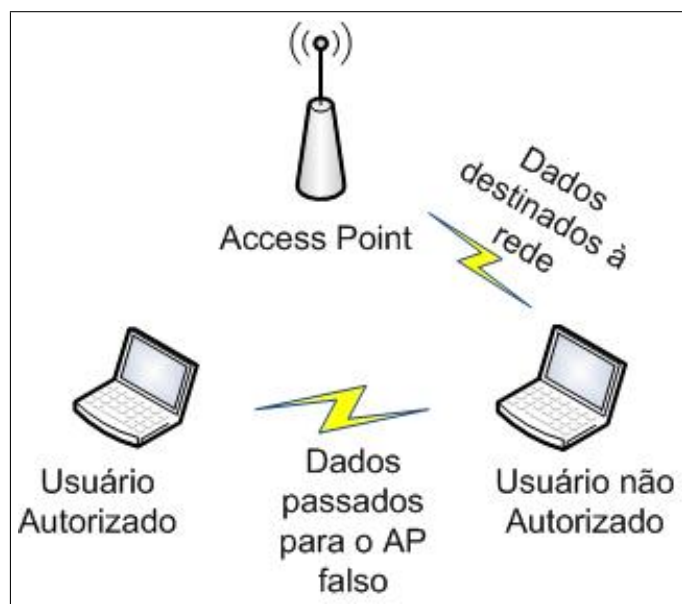 Access Point
Dados
destinados à
rede
Usuário
Autorizado
Dados
passados
para o AP
falso
Usuário não
Autorizado